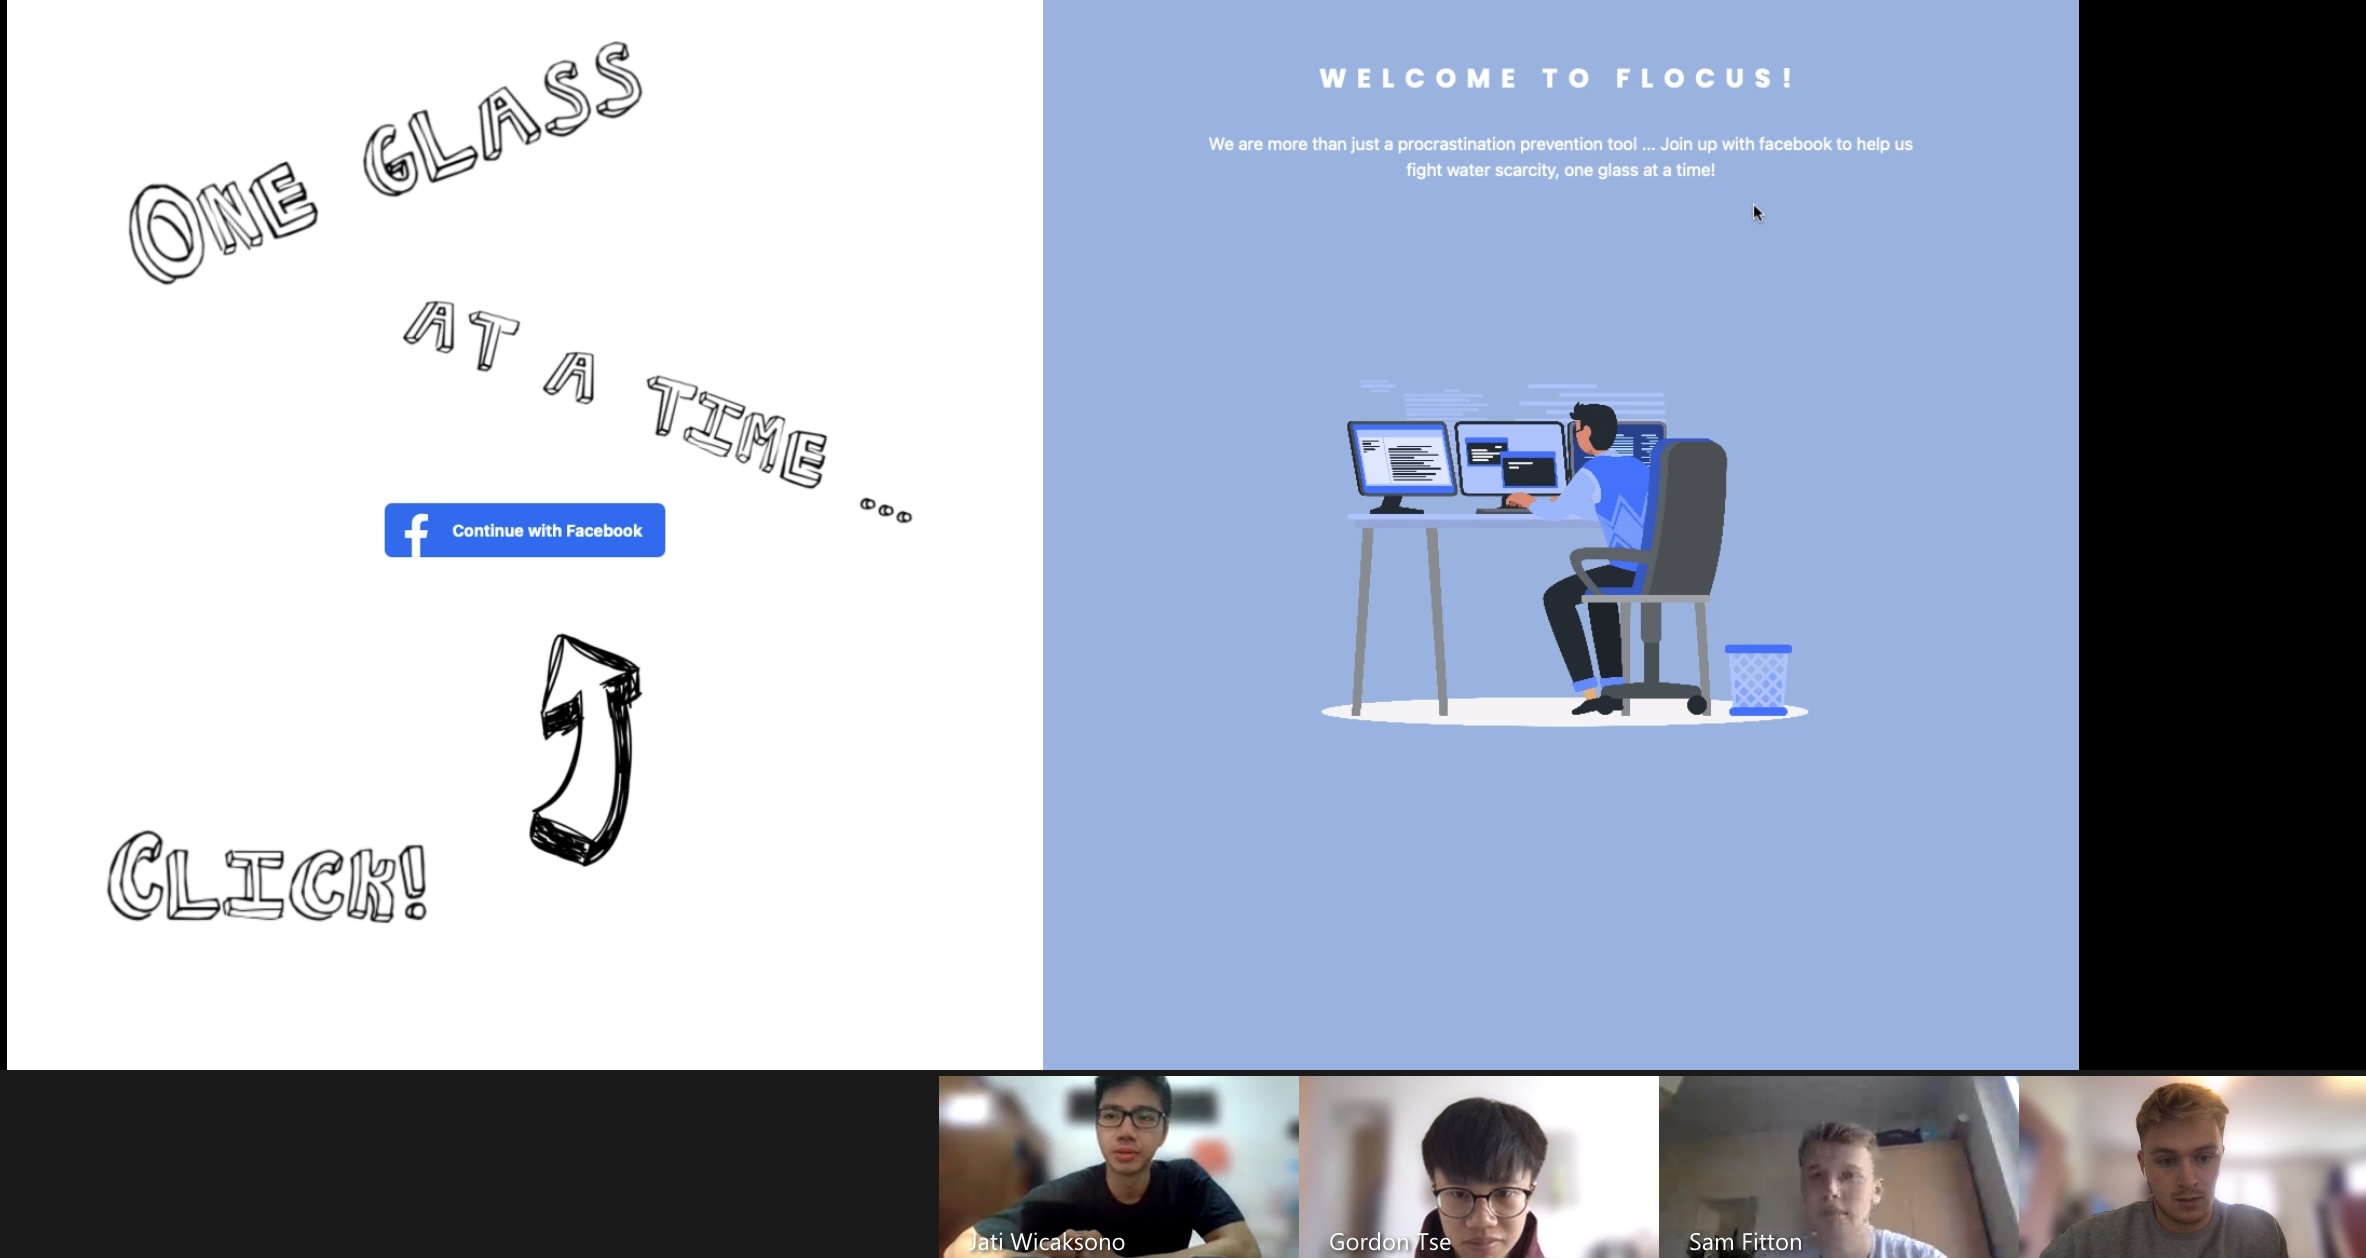 ONE GLASS
AT A TIME ...
Continue with Facebook
CLICK!
WELCOME TO FLOCUS!
We are more than just a procrastination prevention tool ... Join up with facebook to help us
fight water scarcity, one glass at a time!
Jati Wicaksono
Gordon Tse
Sam Fitton